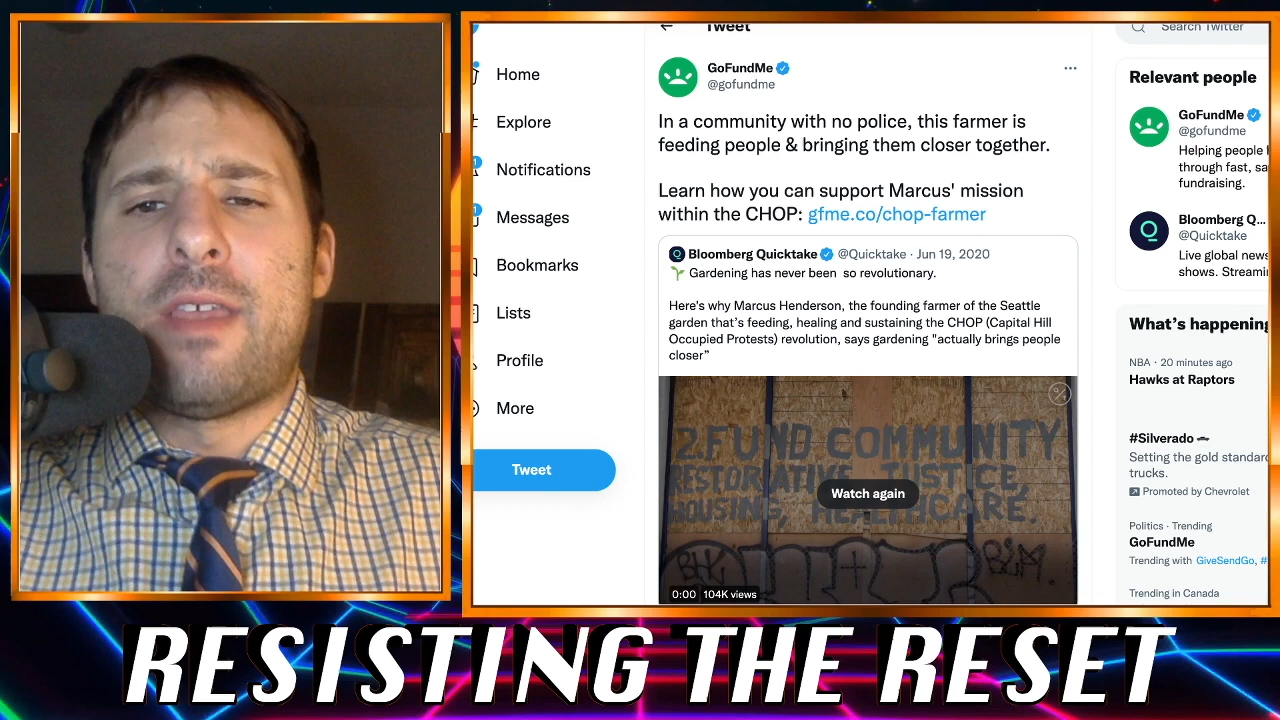 Tweet
Search Twitter
Home
Explore
Notifications
Messages
Bookmarks
Lists
Profile
More
Tweet
GoFundMe
@gofundme
In a community with no police, this farmer is
feeding people & bringing them closer together.
Learn how you can support Marcus' mission
within the CHOP: gfme.co/chop-farmer
Bloomberg Quicktake @Quicktake · Jun 19, 2020
Gardening has never been so revolutionary.
Here's why Marcus Henderson, the founding farmer of the Seattle
garden that's feeding, healing and sustaining the CHOP (Capital Hill
Occupied Protests) revolution, says gardening "actually brings people
closer”
2.FUND COMMUNITY
RESTORATIVE JUSTICE,
HOUSING, HEALTHCARE.
BLM.
Watch again
0:00 104K views
Relevant people
GoFundMe
@gofundme
Helping people
through fast, sa
fundraising.
Bloomberg Q...
@Quicktake
Live global news
shows. Streami
What's happening
NBA · 20 minutes ago
Hawks at Raptors
#Silverado
Setting the gold standard
trucks.
Promoted by Chevrolet
Politics · Trending
GoFundMe
Trending with GiveSendGo, #
Trending in Canada
RESISTING THE RESET